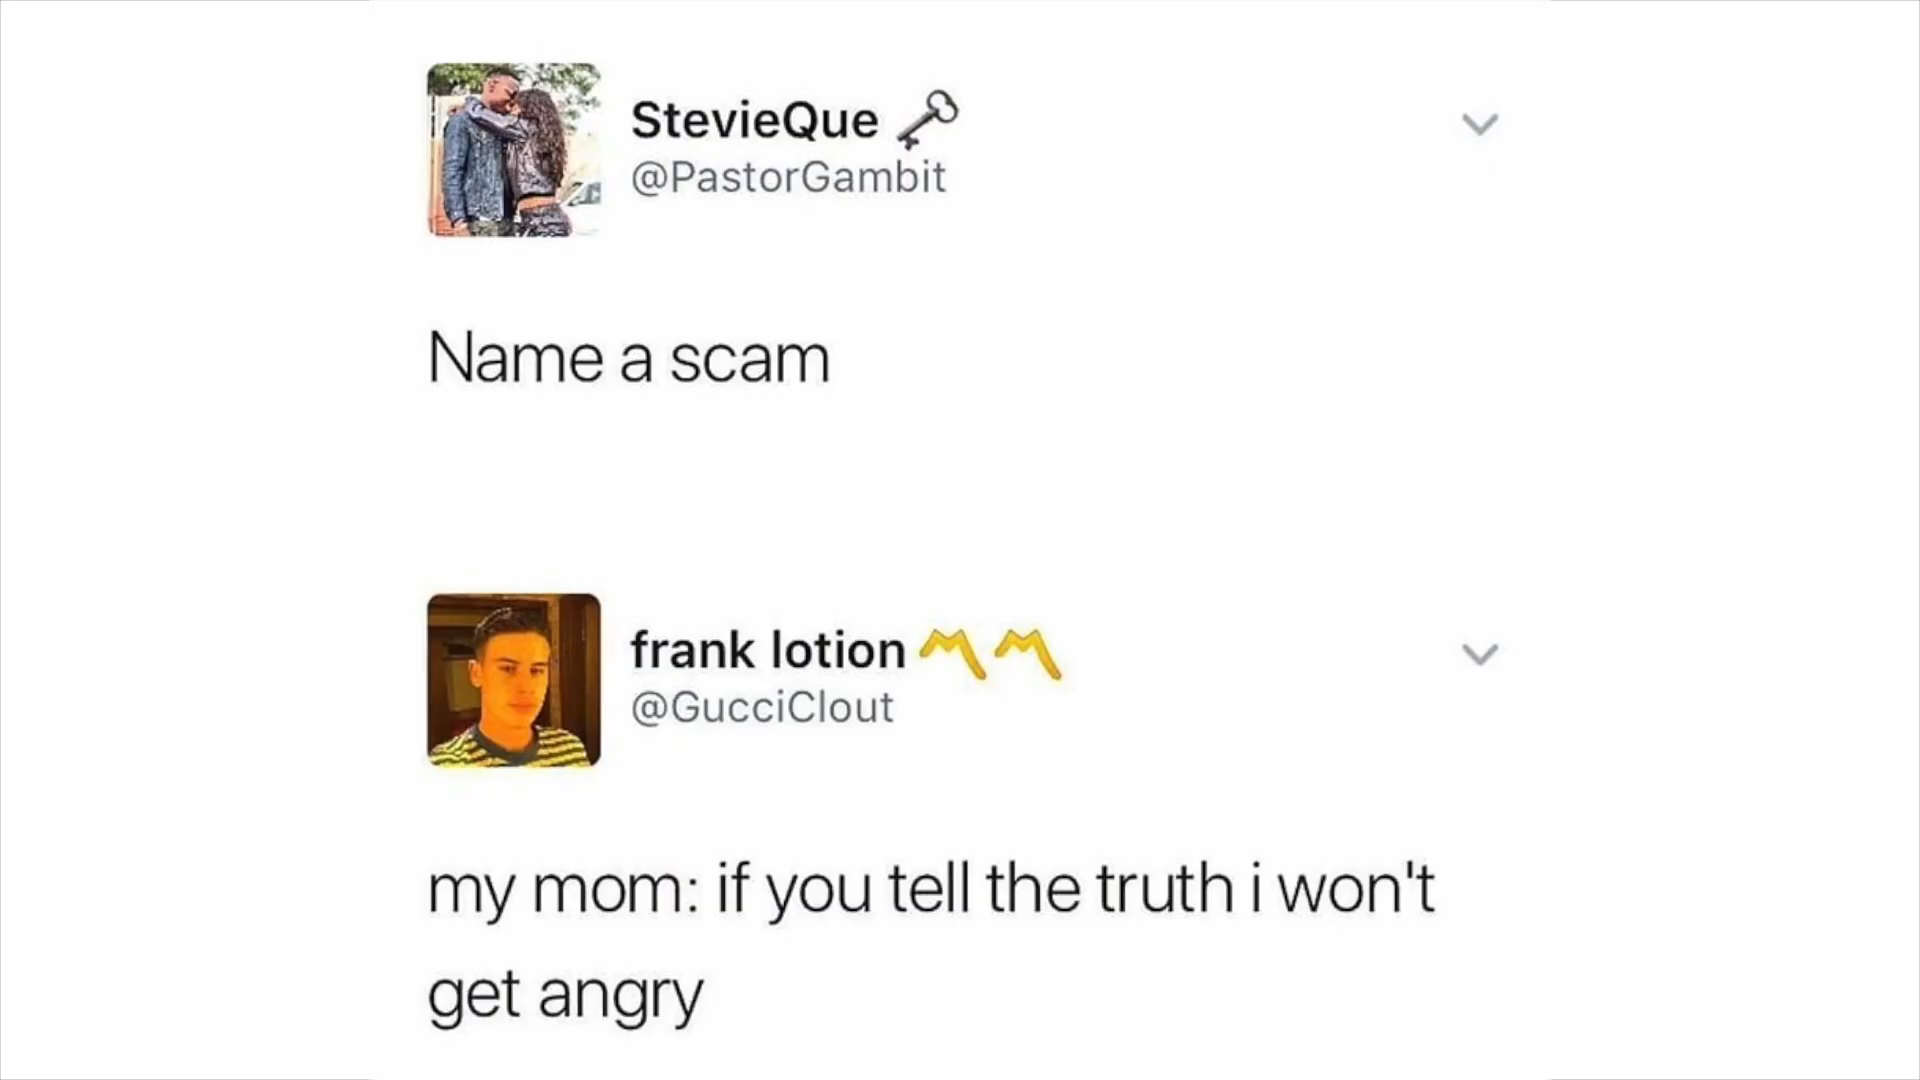 StevieQue 🗝
@PastorGambit
Name a scam
frank lotion 〽️〽️
@GucciClout
my mom: if you tell the truth i won't
get angry